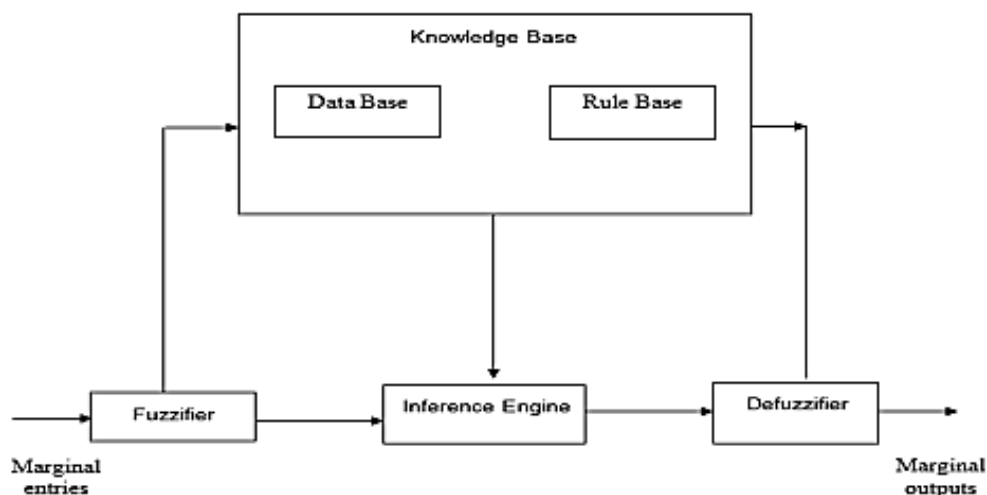 Knowledge Base
Data Base
Rule Base
Fuzzifier
Inference Engine
Defuzzifier
Marginal
entries
Marginal
outputs